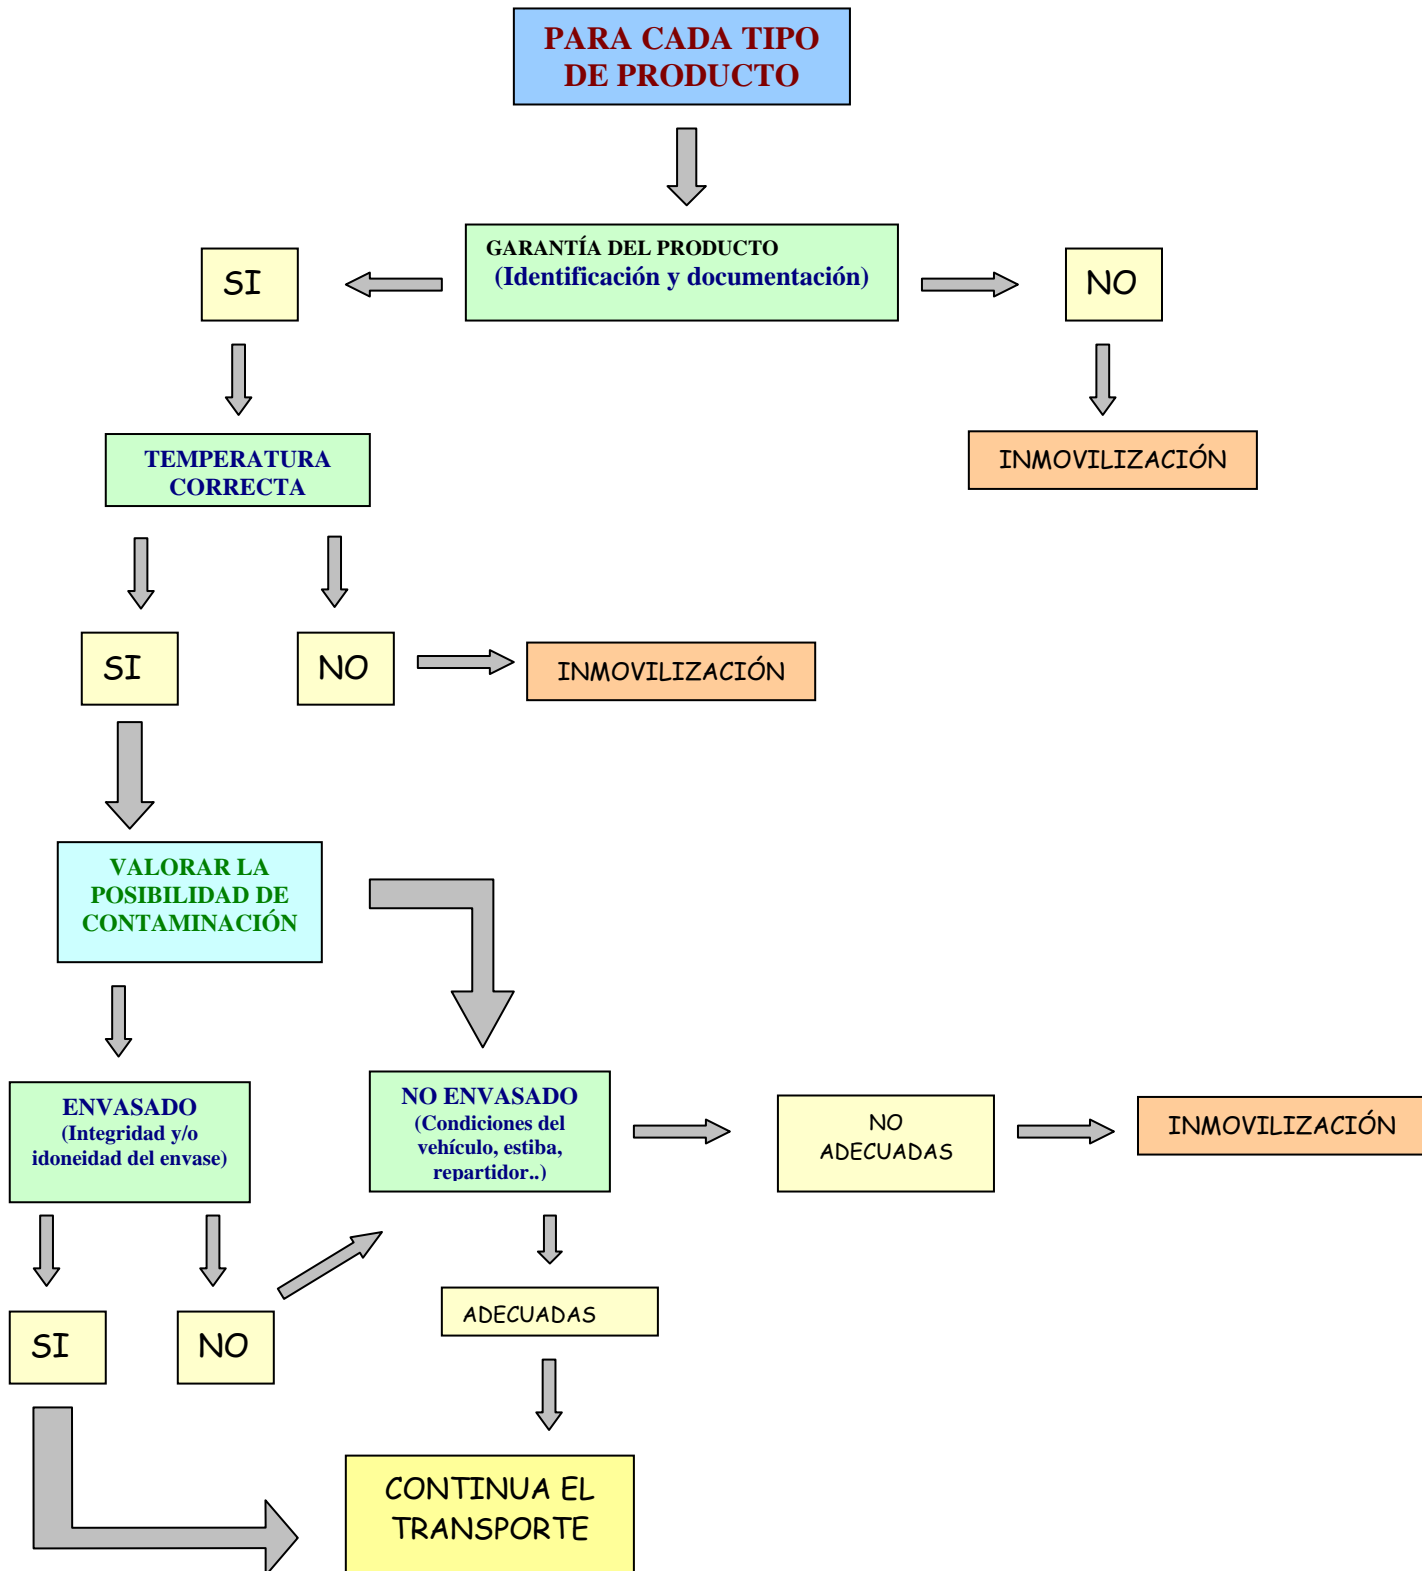 PARA CADA TIPO
DE PRODUCTO
GARANTÍA DEL PRODUCTO
(Identificación y documentación)
SI
NO
TEMPERATURA
CORRECTA
INMOVILIZACIÓN
SI
NO
INMOVILIZACIÓN
VALORAR LA
POSIBILIDAD DE
CONTAMINACIÓN
ENVASADO
(Integridad y/o
idoneidad del envase)
NO ENVASADO
(Condiciones del
vehículo, estiba,
repartidor..)
NO
ADECUADAS
INMOVILIZACIÓN
SI
NO
ADECUADAS
CONTINUA EL
TRANSPORTE